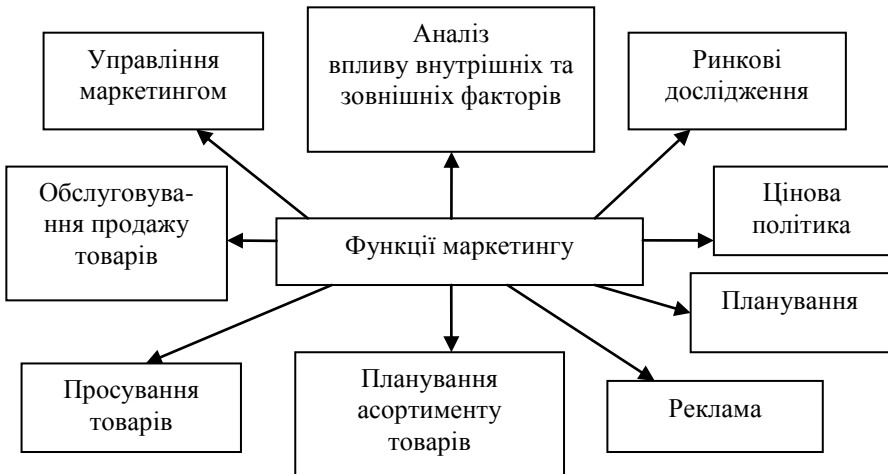 Управління
маркетингом
Аналіз
впливу внутрішніх та
зовнішніх факторів
Ринкові
дослідження
Обслуговува-
ння продажу
товарів
Функції маркетингу
Цінова
політика
Планування
Просування
товарів
Планування
асортименту
товарів
Реклама